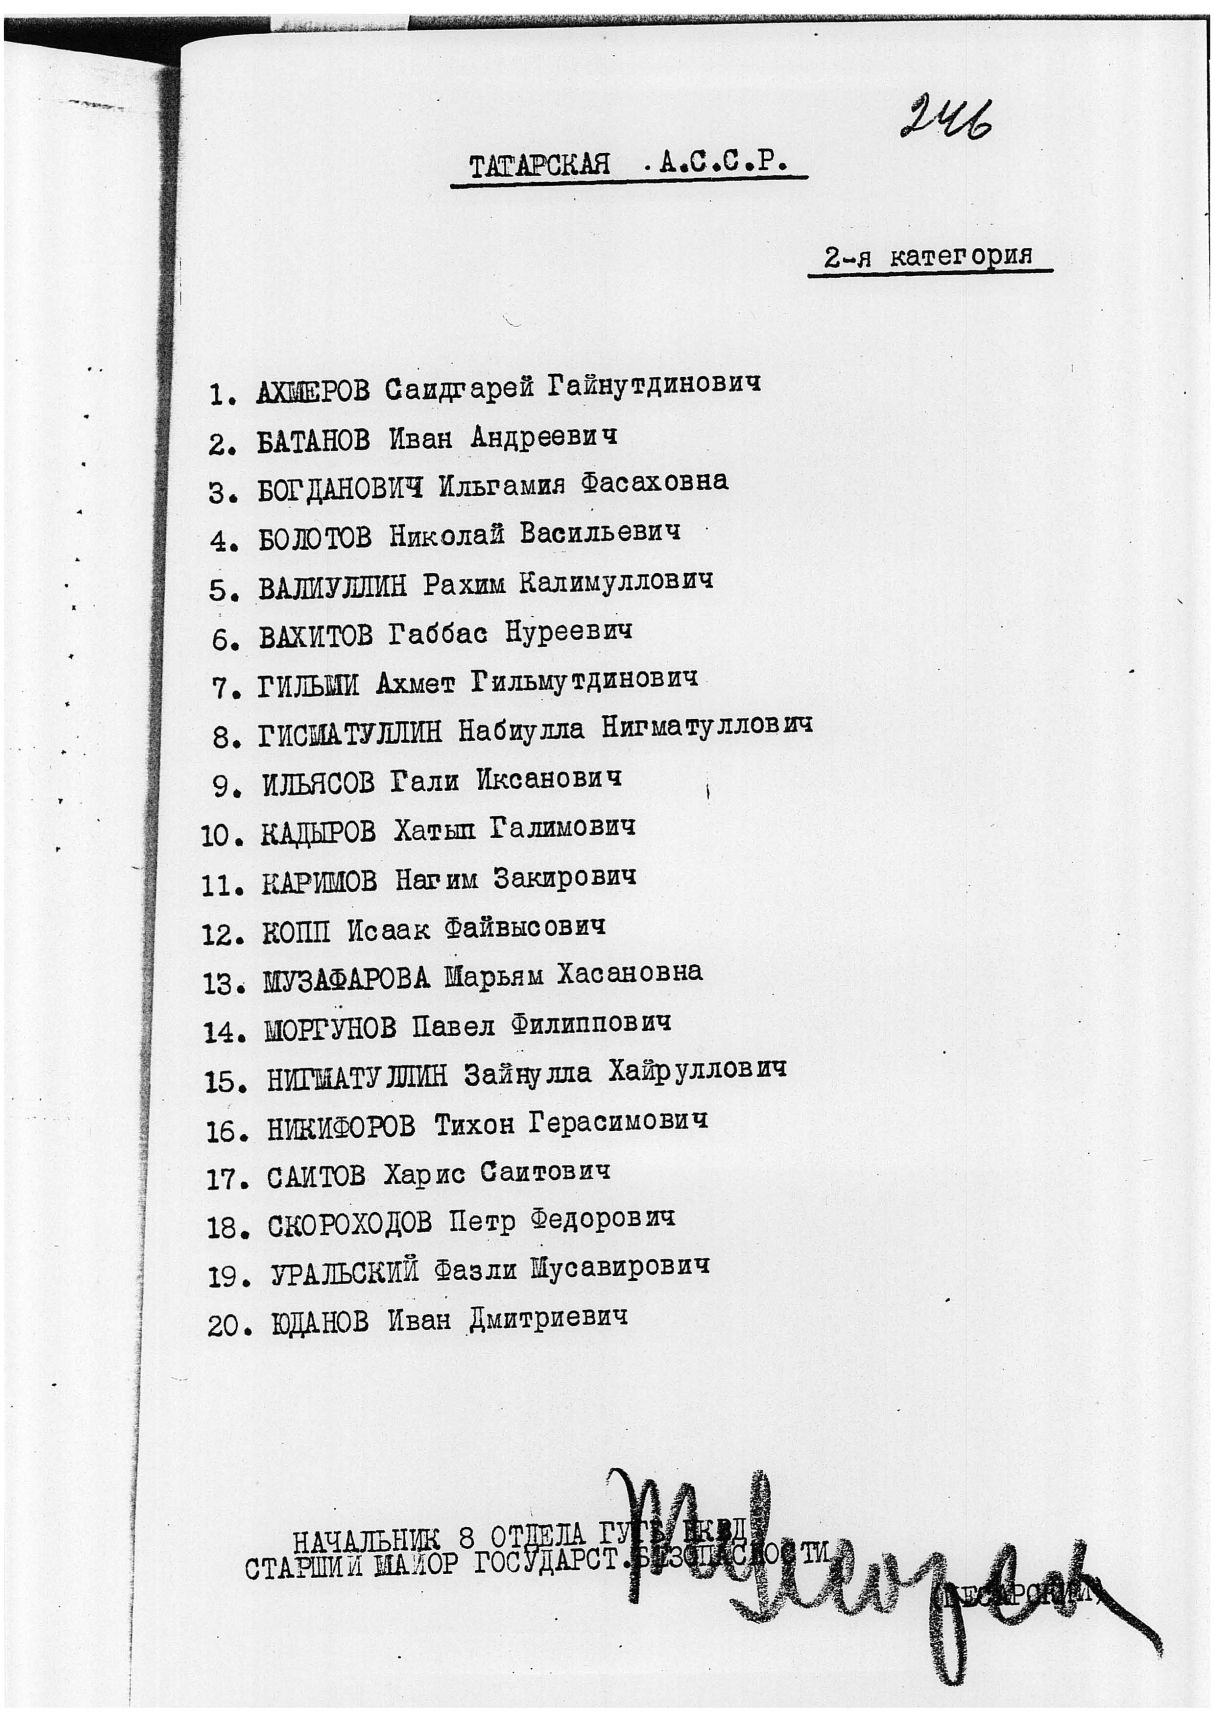 246
ТАТАРСКАЯ А.С.С.Р.
2-я категория
1. АХМЕРОВ Саидгарей Гайнутдинович
2. БАТАНОВ Иван Андреевич
3. БОГДАНОВИЧ Ильгамия Фасаховна
4. БОЛОТОВ Николай Васильевич
5. ВАЛИУЛЛИН Рахим Калимуллович
6. ВАХИТОВ Габбас Нуреевич
7. ГИЛЬМИ Ахмет Гильмутдинович
8. ГИСМАТУЛЛИН Набиулла Нигматуллович
9. ИЛЬЯСОВ Гали Иксанович
10. КАДЫРОВ Хатып Галимович
11. КАРИМОВ Нагим Закирович
12. КОПП Исаак Файвысович
13. МУЗАФАРОВА Марьям Хасановна
14. МОРГУНОВ Павел Филиппович
15. НИГМАТУЛЛИН Зайнулла Хайруллович
16. НИКИФОРОВ Тихон Герасимович
17. САИТОВ Харис Саитович
18. СКОРОХОДОВ Петр Федорович
19. УРАЛЬСКИЙ Фазли Мусавирович
20. ЮДАНОВ Иван Дмитриевич
НАЧАЛЬНИК 8 ОТДЕЛА ГУГБ НКВД
СТАРШИЙ МАЙОР ГОСУДАРСТ.БЕЗОПАСНОСТИ
(ЦЕСАРСКИЙ)